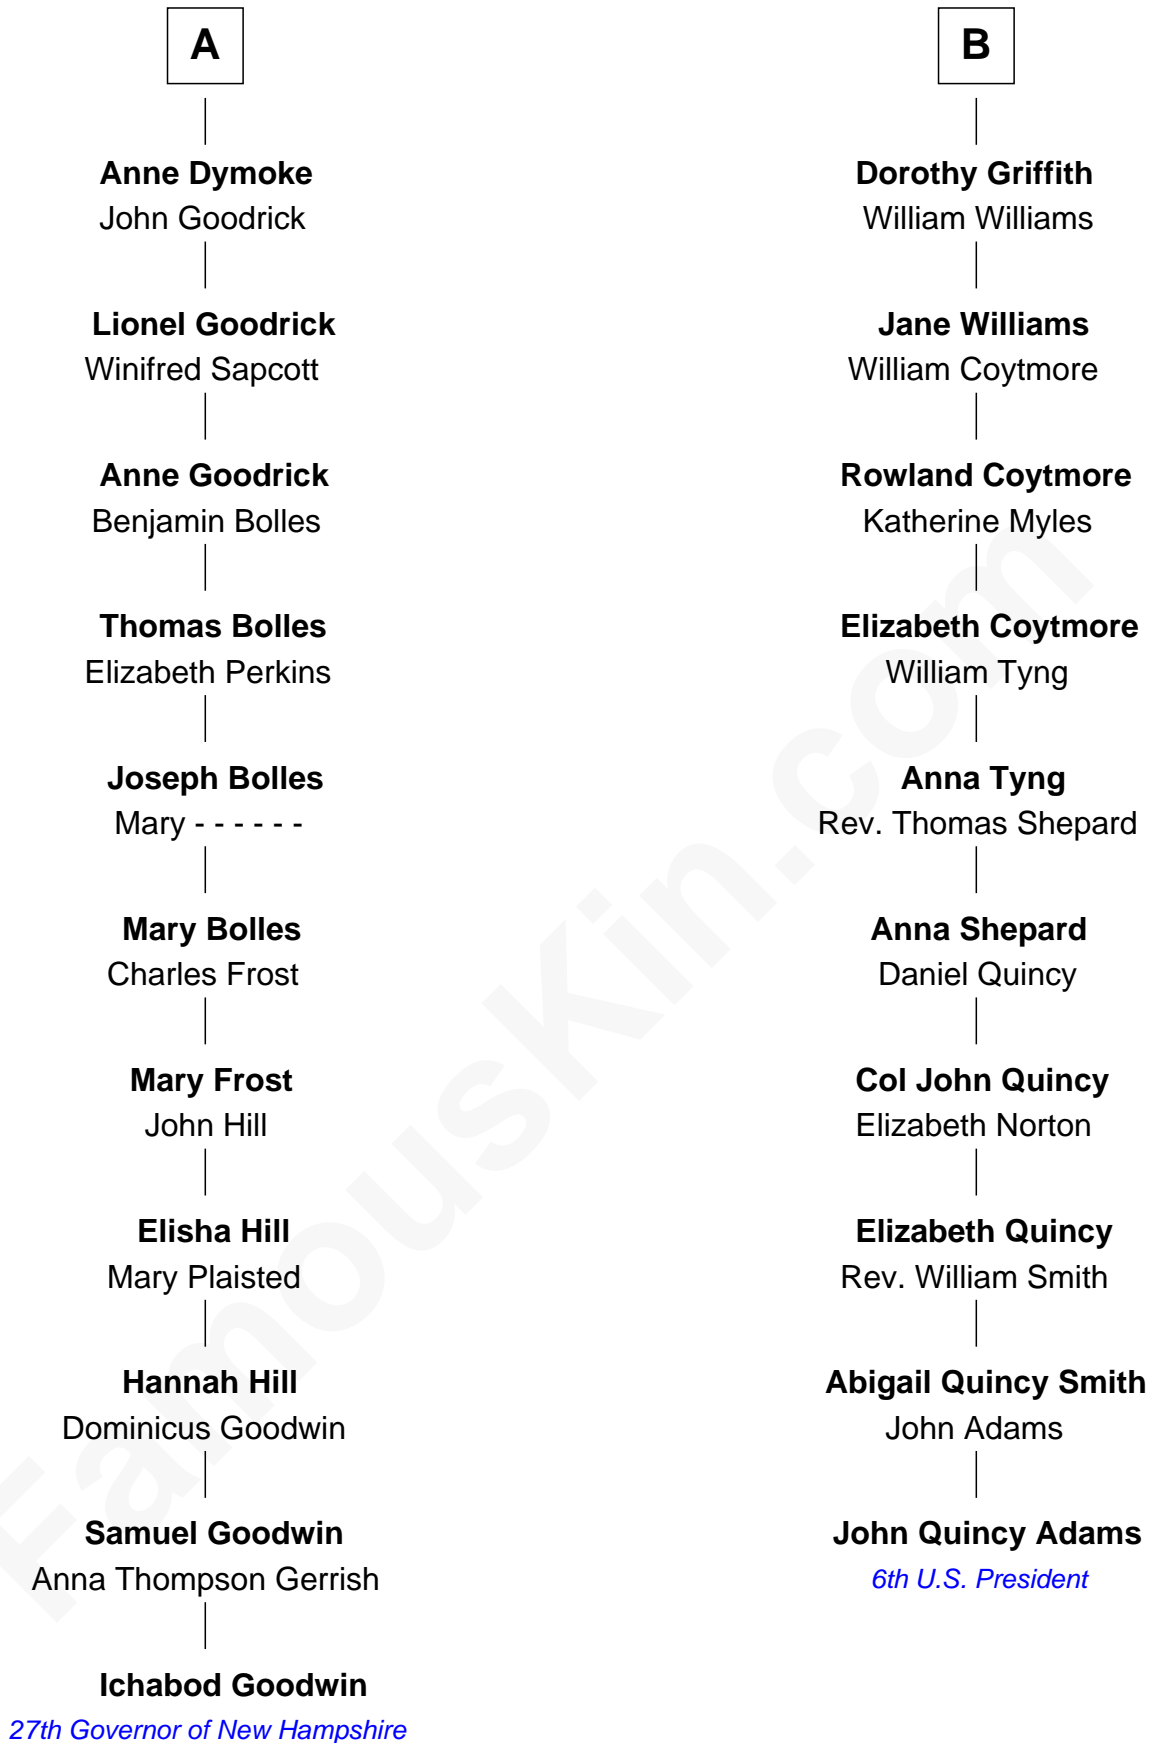 A
Anne Dymoke
John Goodrick
Lionel Goodrick
Winifred Sapcott
Anne Goodrick
Benjamin Bolles
Thomas Bolles
Elizabeth Perkins
Joseph Bolles
Mary - - - - - -
Mary Bolles
Charles Frost
Mary Frost
John Hill
Elisha Hill
Mary Plaisted
Hannah Hill
Dominicus Goodwin
Samuel Goodwin
Anna Thompson Gerrish
Ichabod Goodwin
27th Governor of New Hampshire
B
Dorothy Griffith
William Williams
Jane Williams
William Coytmore
Rowland Coytmore
Katherine Myles
Elizabeth Coytmore
William Tyng
Anna Tyng
Rev. Thomas Shepard
Anna Shepard
Daniel Quincy
Col John Quincy
Elizabeth Norton
Elizabeth Quincy
Rev. William Smith
Abigail Quincy Smith
John Adams
John Quincy Adams
6th U.S. President
FamousKin.com